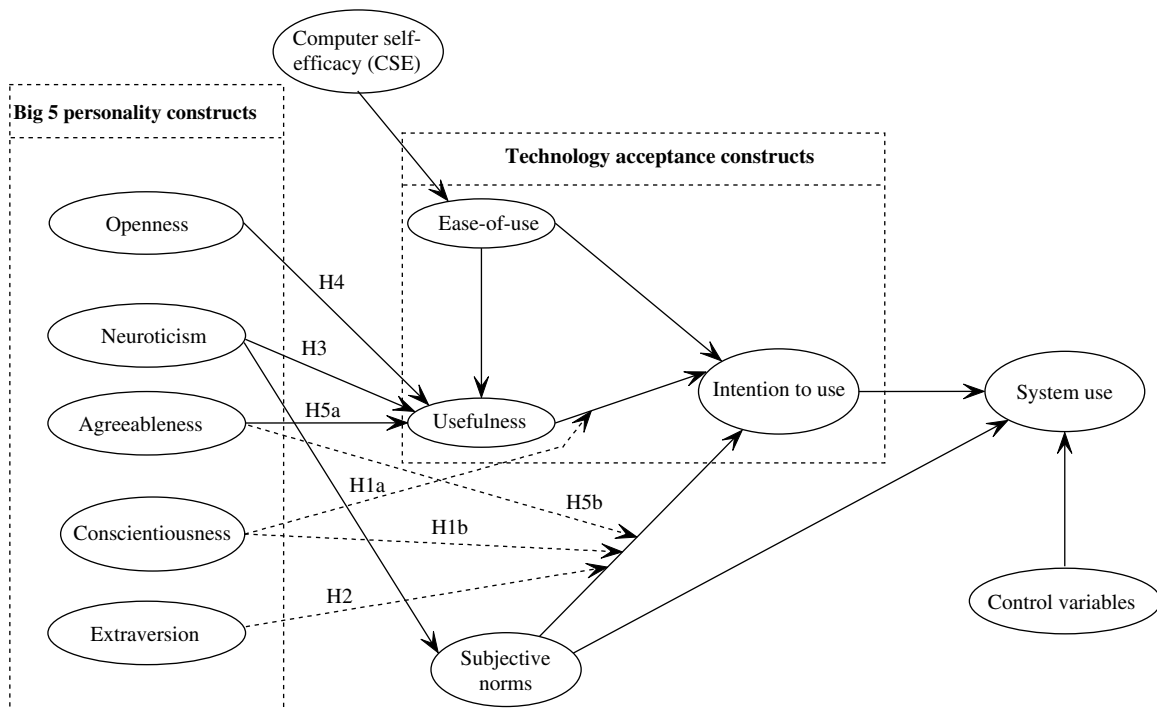 Computer self-
efficacy (CSE)
Big 5 personality constructs
Technology acceptance constructs
Openness
Ease-of-use
H4
Neuroticism
H3
Intention to use
System use
Agreeableness
H5a
Usefulness
H1a
H5b
Conscientiousness
H1b
H2
Control variables
Extraversion
Subjective
norms